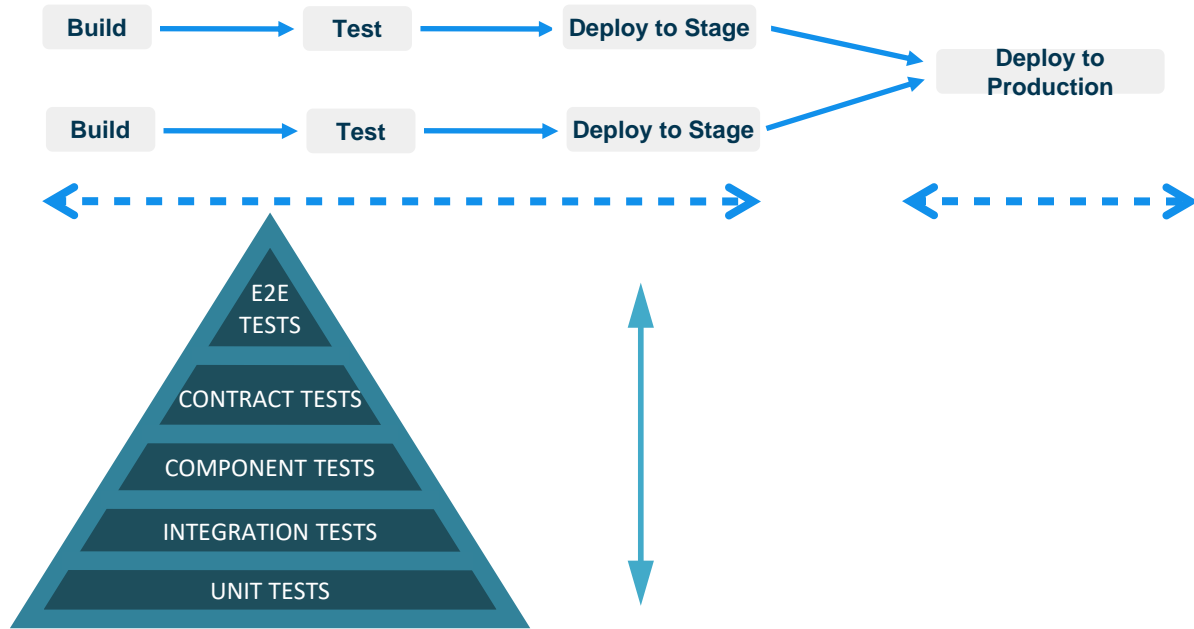 Build
Test
Deploy to Stage
Deploy to
Production
Build
Test
Deploy to Stage
E2E
TESTS
CONTRACT TESTS
COMPONENT TESTS
INTEGRATION TESTS
UNIT TESTS